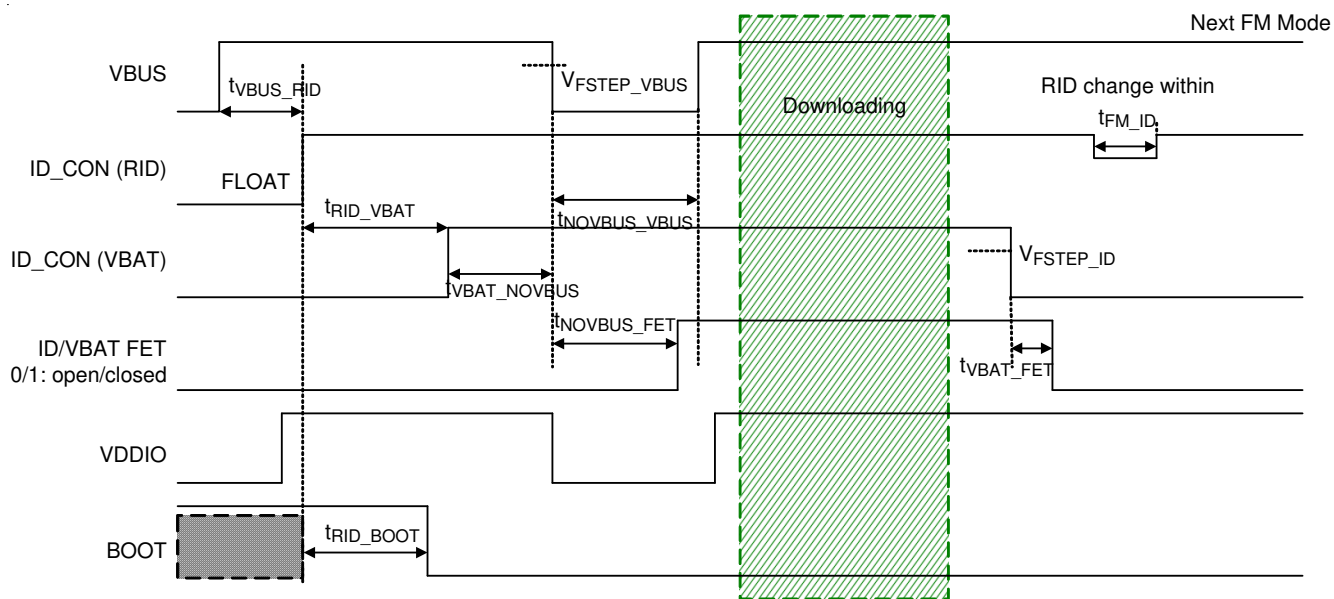 Next FM Mode
VBUS
tVBUS_RID
VFSTEP_VBUS
Downloading
RID change within
tFM_ID
ID_CON (RID)
FLOAT
tRID_VBAT
tNOVBUS_VBUS
ID_CON (VBAT)
VFSTEP_ID
tVBAT_NOVBUS
tNOVBUS_FET
ID/VBAT FET
0/1: open/closed
tVBAT_FET
VDDIO
BOOT
tRID_BOOT